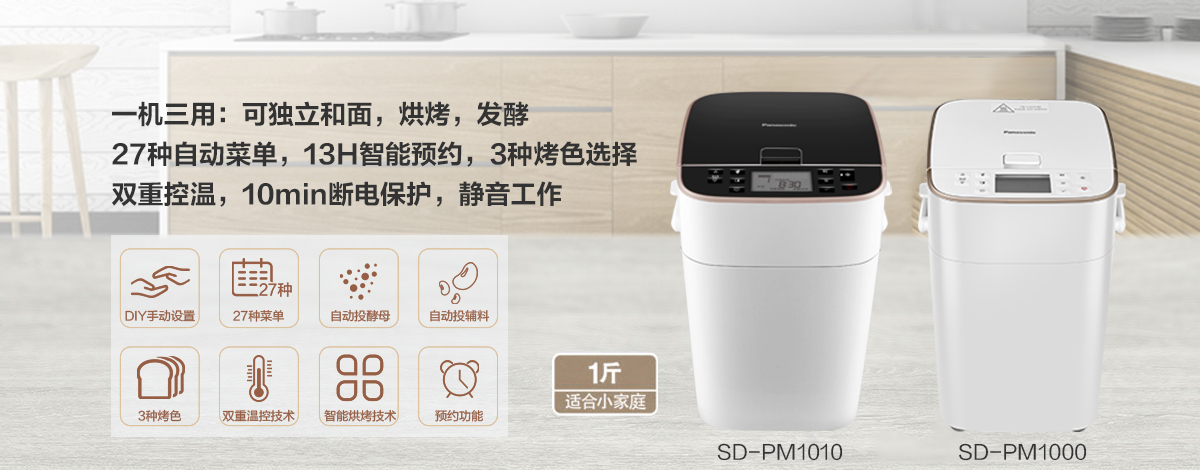 一机三用：可独立和面，烘烤，发酵
27种自动菜单，13H智能预约，3种烤色选择
双重控温，10min断电保护，静音工作
DIY手动设置
27种
27种菜单
自动投酵母
自动投辅料
3种烤色
双重温控技术
智能烘烤技术
预约功能
1斤
适合小家庭
Panasonic
Panasonic
SD-PM1010
SD-PM1000